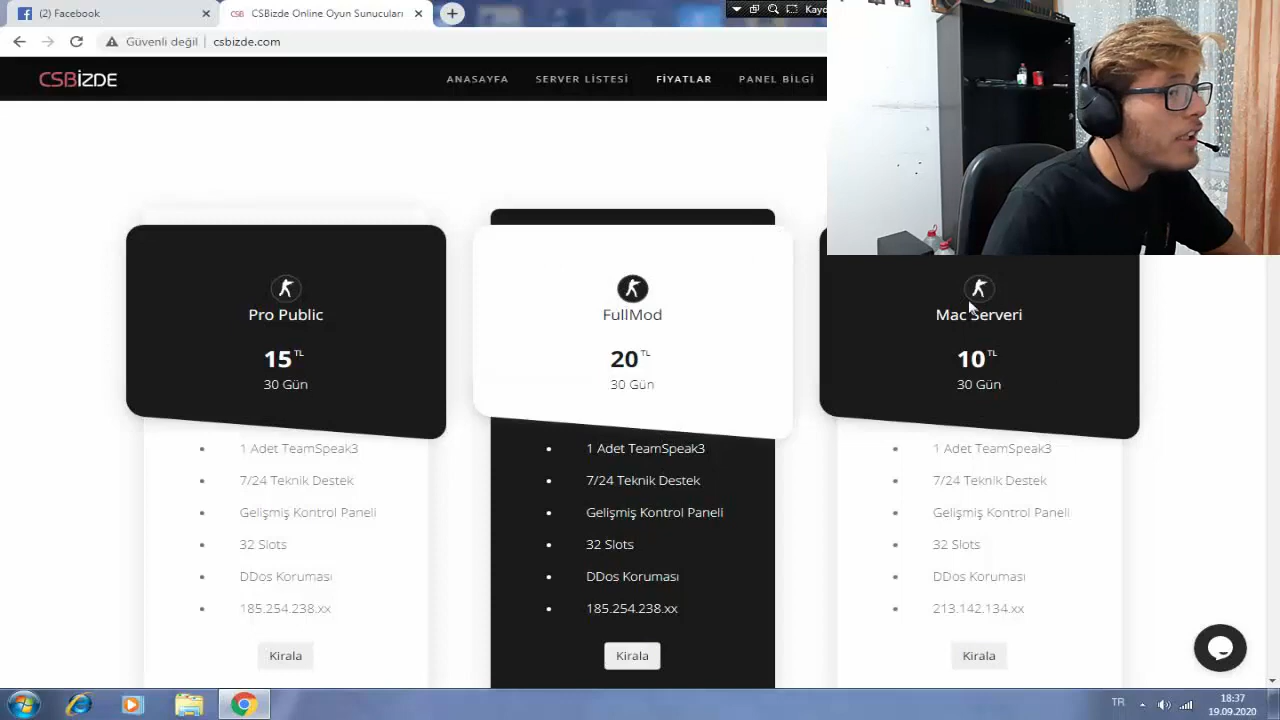 (2) Facebook
CSB CSBizde Online Oyun Sunucuları
Kayd
Güvenli değil csbizde.com
CSBİZDE
ANASAYFA SERVER LİSTESİ FİYATLAR PANEL BİLGİ
Pro Public
15 TL
30 Gün
1 Adet TeamSpeak3
7/24 Teknik Destek
Gelişmiş Kontrol Paneli
32 Slots
DDos Koruması
185.254.238.xx
Kirala
FullMod
20 TL
30 Gün
1 Adet TeamSpeak3
7/24 Teknik Destek
Gelişmiş Kontrol Paneli
32 Slots
DDos Koruması
185.254.238.xx
Kirala
Mac Serveri
10 TL
30 Gün
1 Adet TeamSpeak3
7/24 Teknik Destek
Gelişmiş Kontrol Paneli
32 Slots
DDos Koruması
213.142.134.xx
Kirala
TR
18:37
19.09.2020